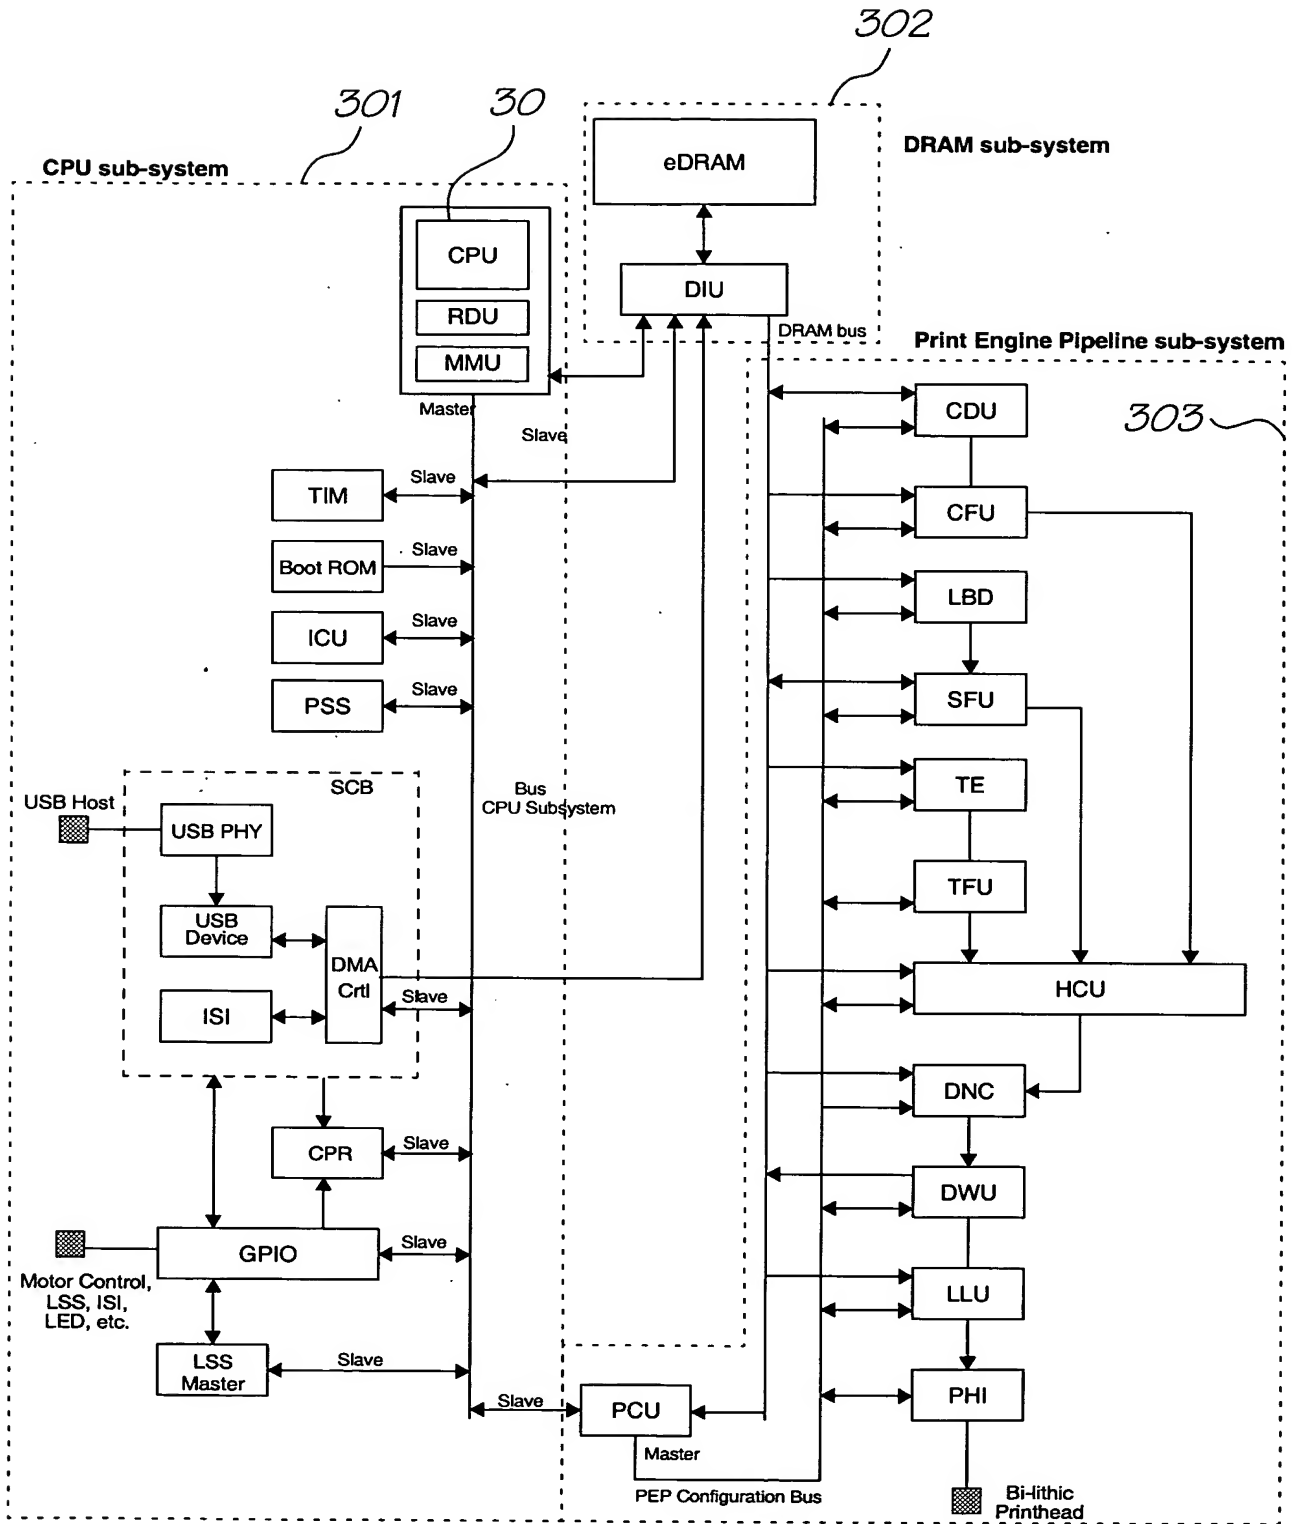 302
301
30
CPU sub-system
DRAM sub-system
eDRAM
CPU
RDU
MMU
DIU
DRAM bus
Print Engine Pipeline sub-system
303
Master
Slave
CDU
TIM
Slave
CFU
Boot ROM
Slave
LBD
ICU
Slave
PSS
Slave
SFU
SCB
Bus
CPU Subsystem
TE
USB Host
USB PHY
TFU
USB
Device
DMA
Crtl
Slave
ISI
HCU
DNC
CPR
Slave
DWU
GPIO
Slave
Motor Control,
LSS, ISI,
LED, etc.
LLU
LSS
Master
Slave
PHI
Slave
PCU
Master
PEP Configuration Bus
Bi-lithic
Printhead